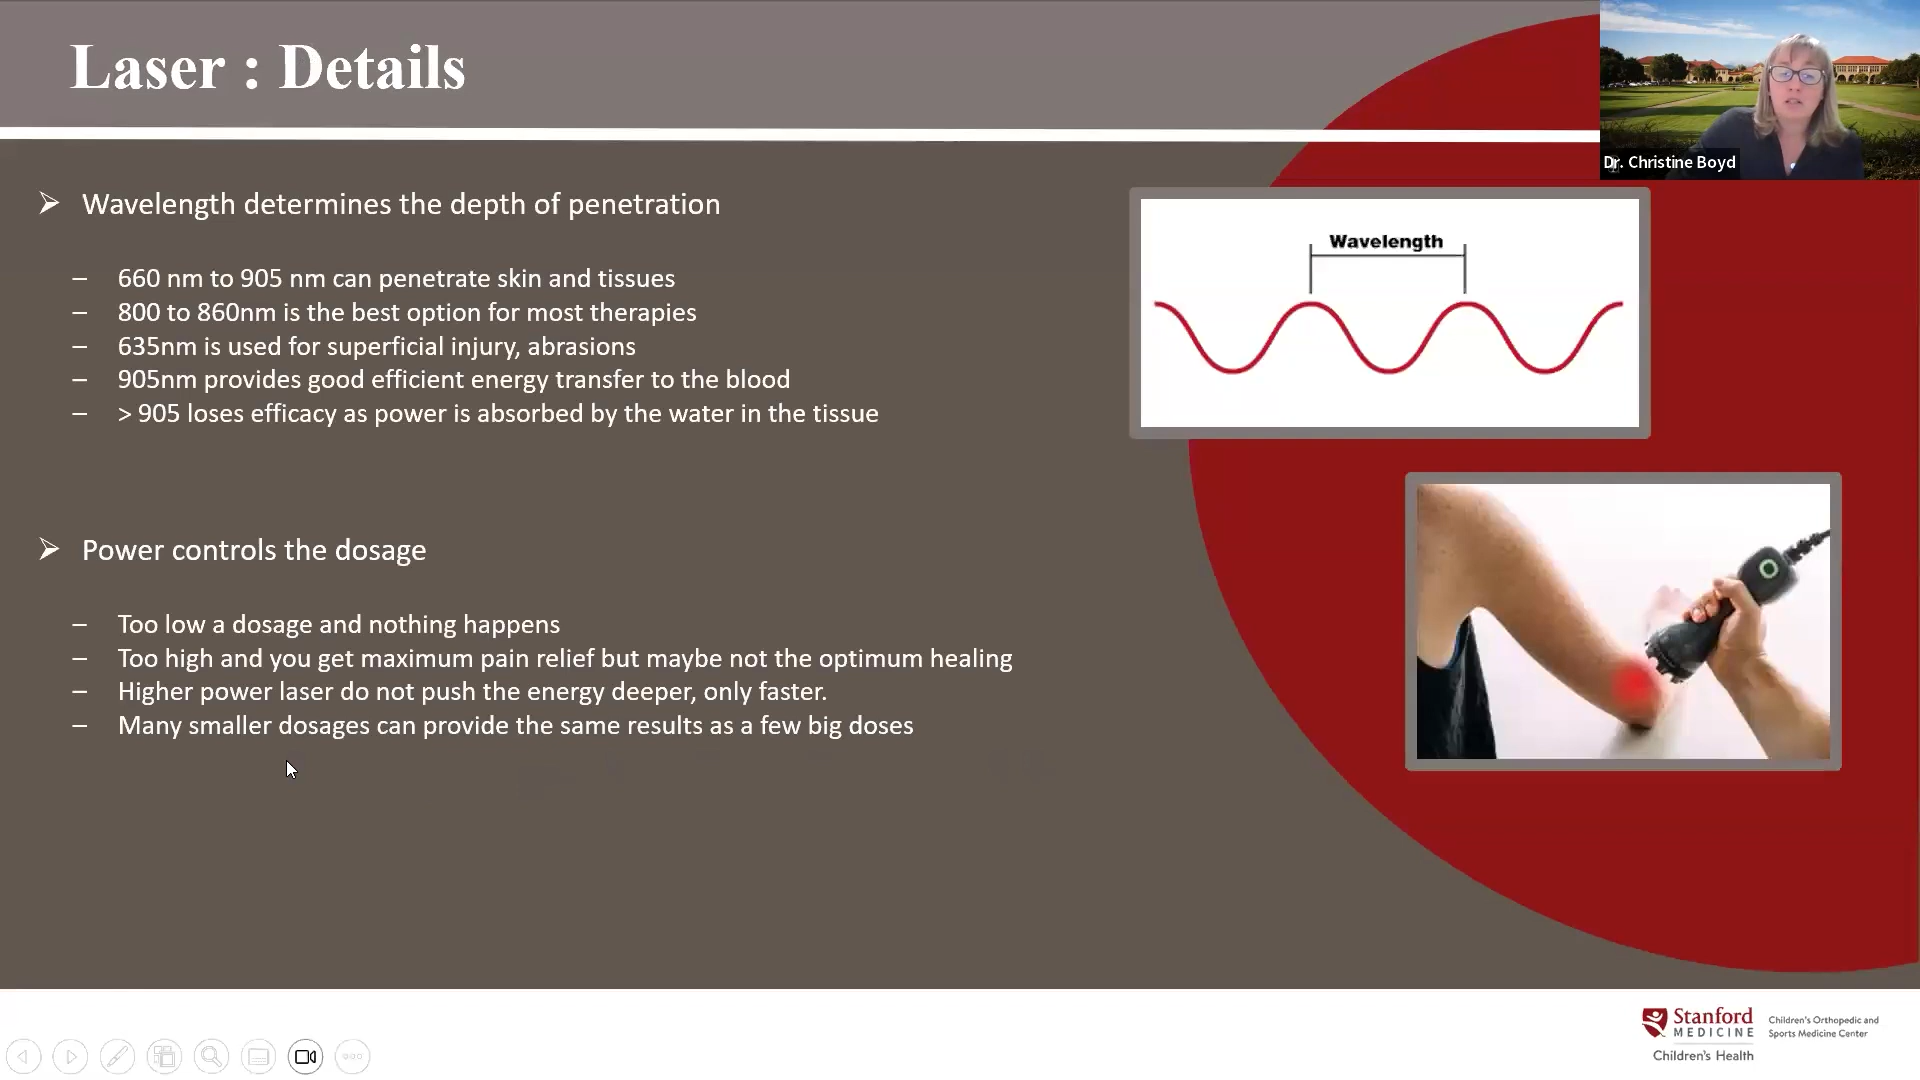 Laser : Details
Dr. Christine Boyd
Wavelength determines the depth of penetration
– 660 nm to 905 nm can penetrate skin and tissues
– 800 to 860nm is the best option for most therapies
– 635nm is used for superficial injury, abrasions
– 905nm provides good efficient energy transfer to the blood
– > 905 loses efficacy as power is absorbed by the water in the tissue
Wavelength
Power controls the dosage
– Too low a dosage and nothing happens
– Too high and you get maximum pain relief but maybe not the optimum healing
– Higher power laser do not push the energy deeper, only faster.
– Many smaller dosages can provide the same results as a few big doses
Stanford
MEDICINE
Children's Health
Children's Orthopedic and
Sports Medicine Center